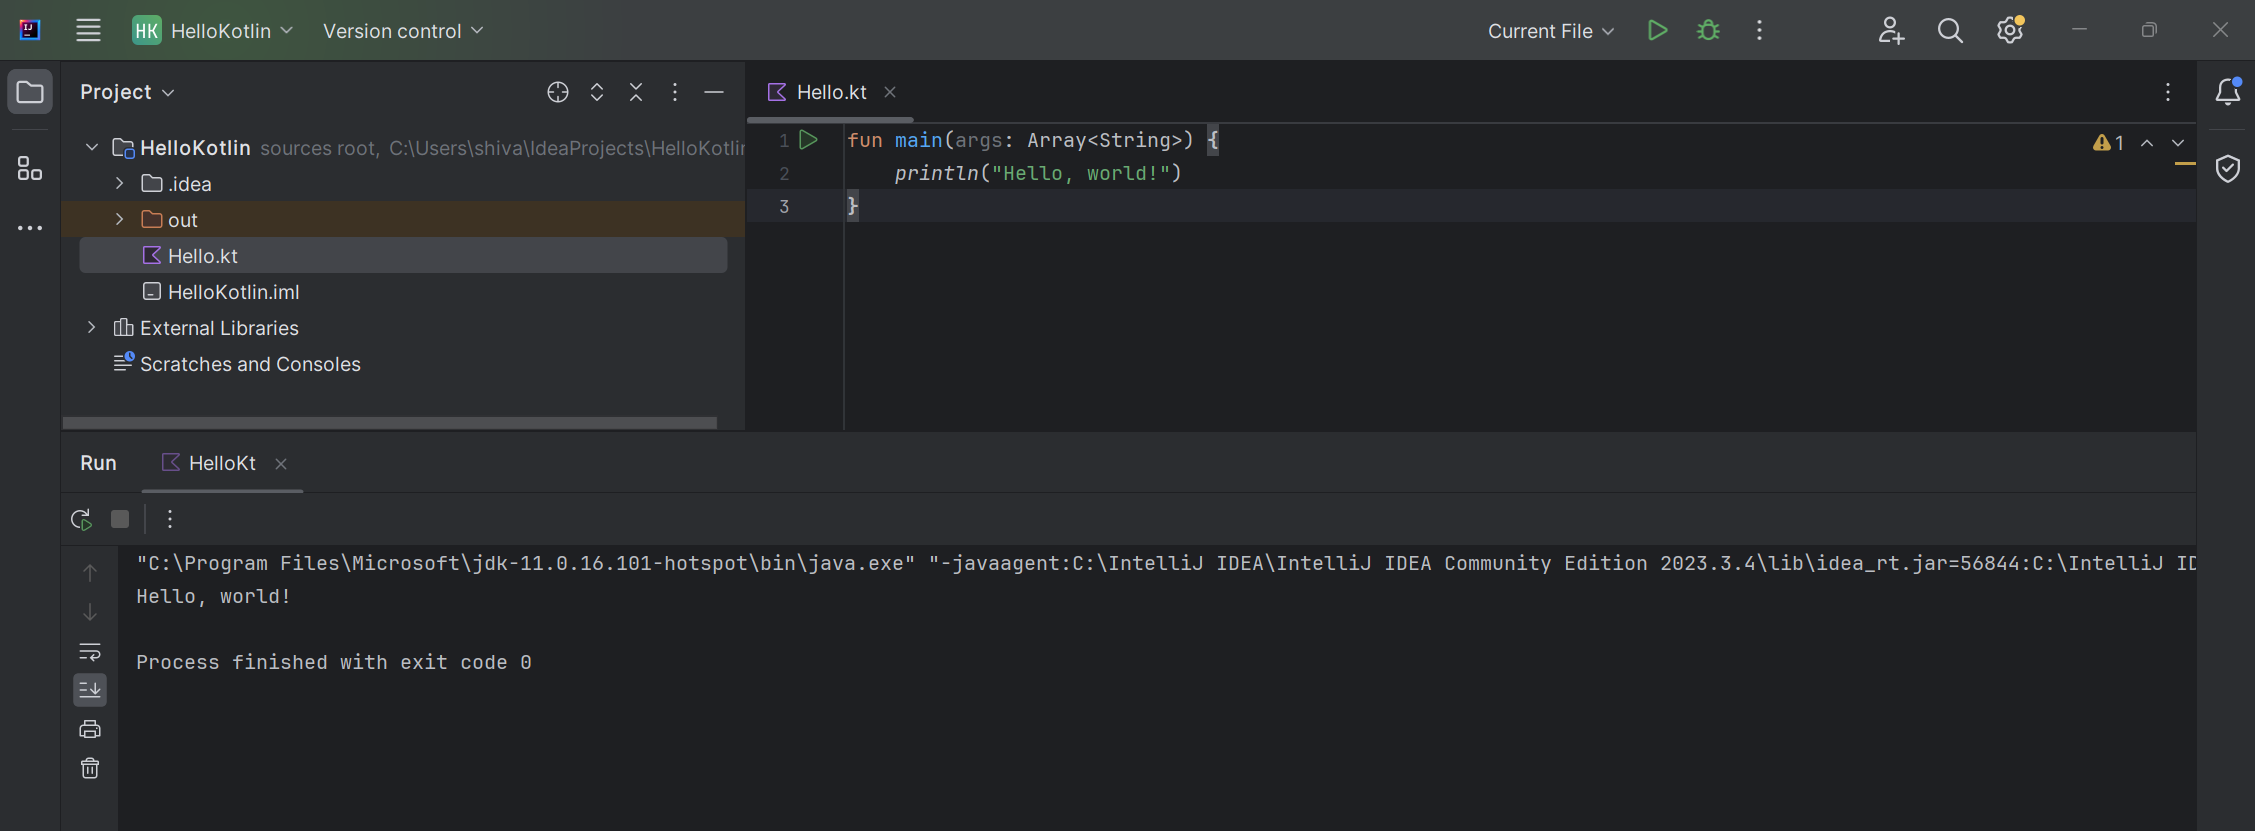 IJ HK HelloKotlin Version control Current File
Project
Hello.kt
HelloKotlin sources root, C:\Users\shiva\IdeaProjects\HelloKotlin
.idea
out
Hello.kt
HelloKotlin.iml
External Libraries
Scratches and Consoles
1 fun main(args: Array<String>) {
2 println("Hello, world!")
3 }
1
Run HelloKt
"C:\Program Files\Microsoft\jdk-11.0.16.101-hotspot\bin\java.exe" "-javaagent:C:\IntelliJ IDEA\IntelliJ IDEA Community Edition 2023.3.4\lib\idea_rt.jar=56844:C:\IntelliJ ID
Hello, world!
Process finished with exit code 0